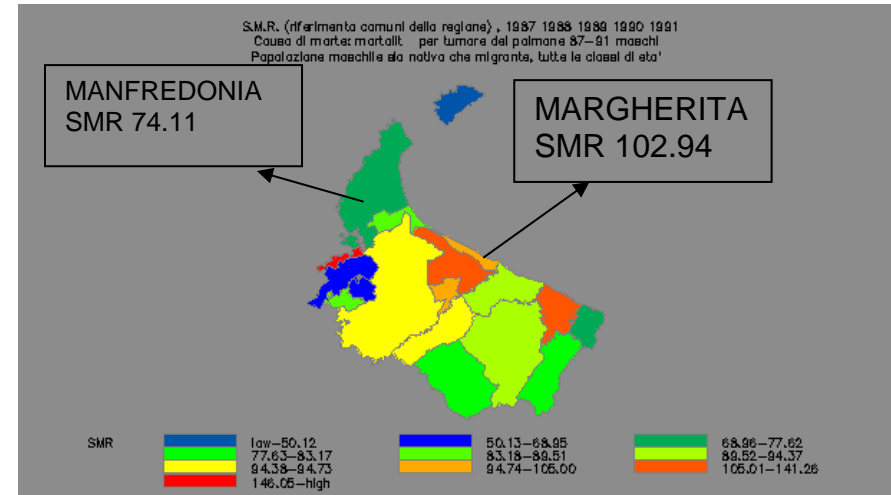 S.M.R. (riferimento comuni della regione) , 1987 1988 1989 1990 1991
Causa di morte: mortalit per tumore del polmone 87-91 maschi
Popolazione maschile sia nativa che migrante, tutte le classi di eta'
MANFREDONIA
SMR 74.11
MARGHERITA
SMR 102.94
SMR
low-50.12
50.13-68.95
68.96-77.62
77.63-83.17
83.18-89.51
89.52-94.37
94.38-94.73
94.74-105.00
105.01-141.26
146.05-high